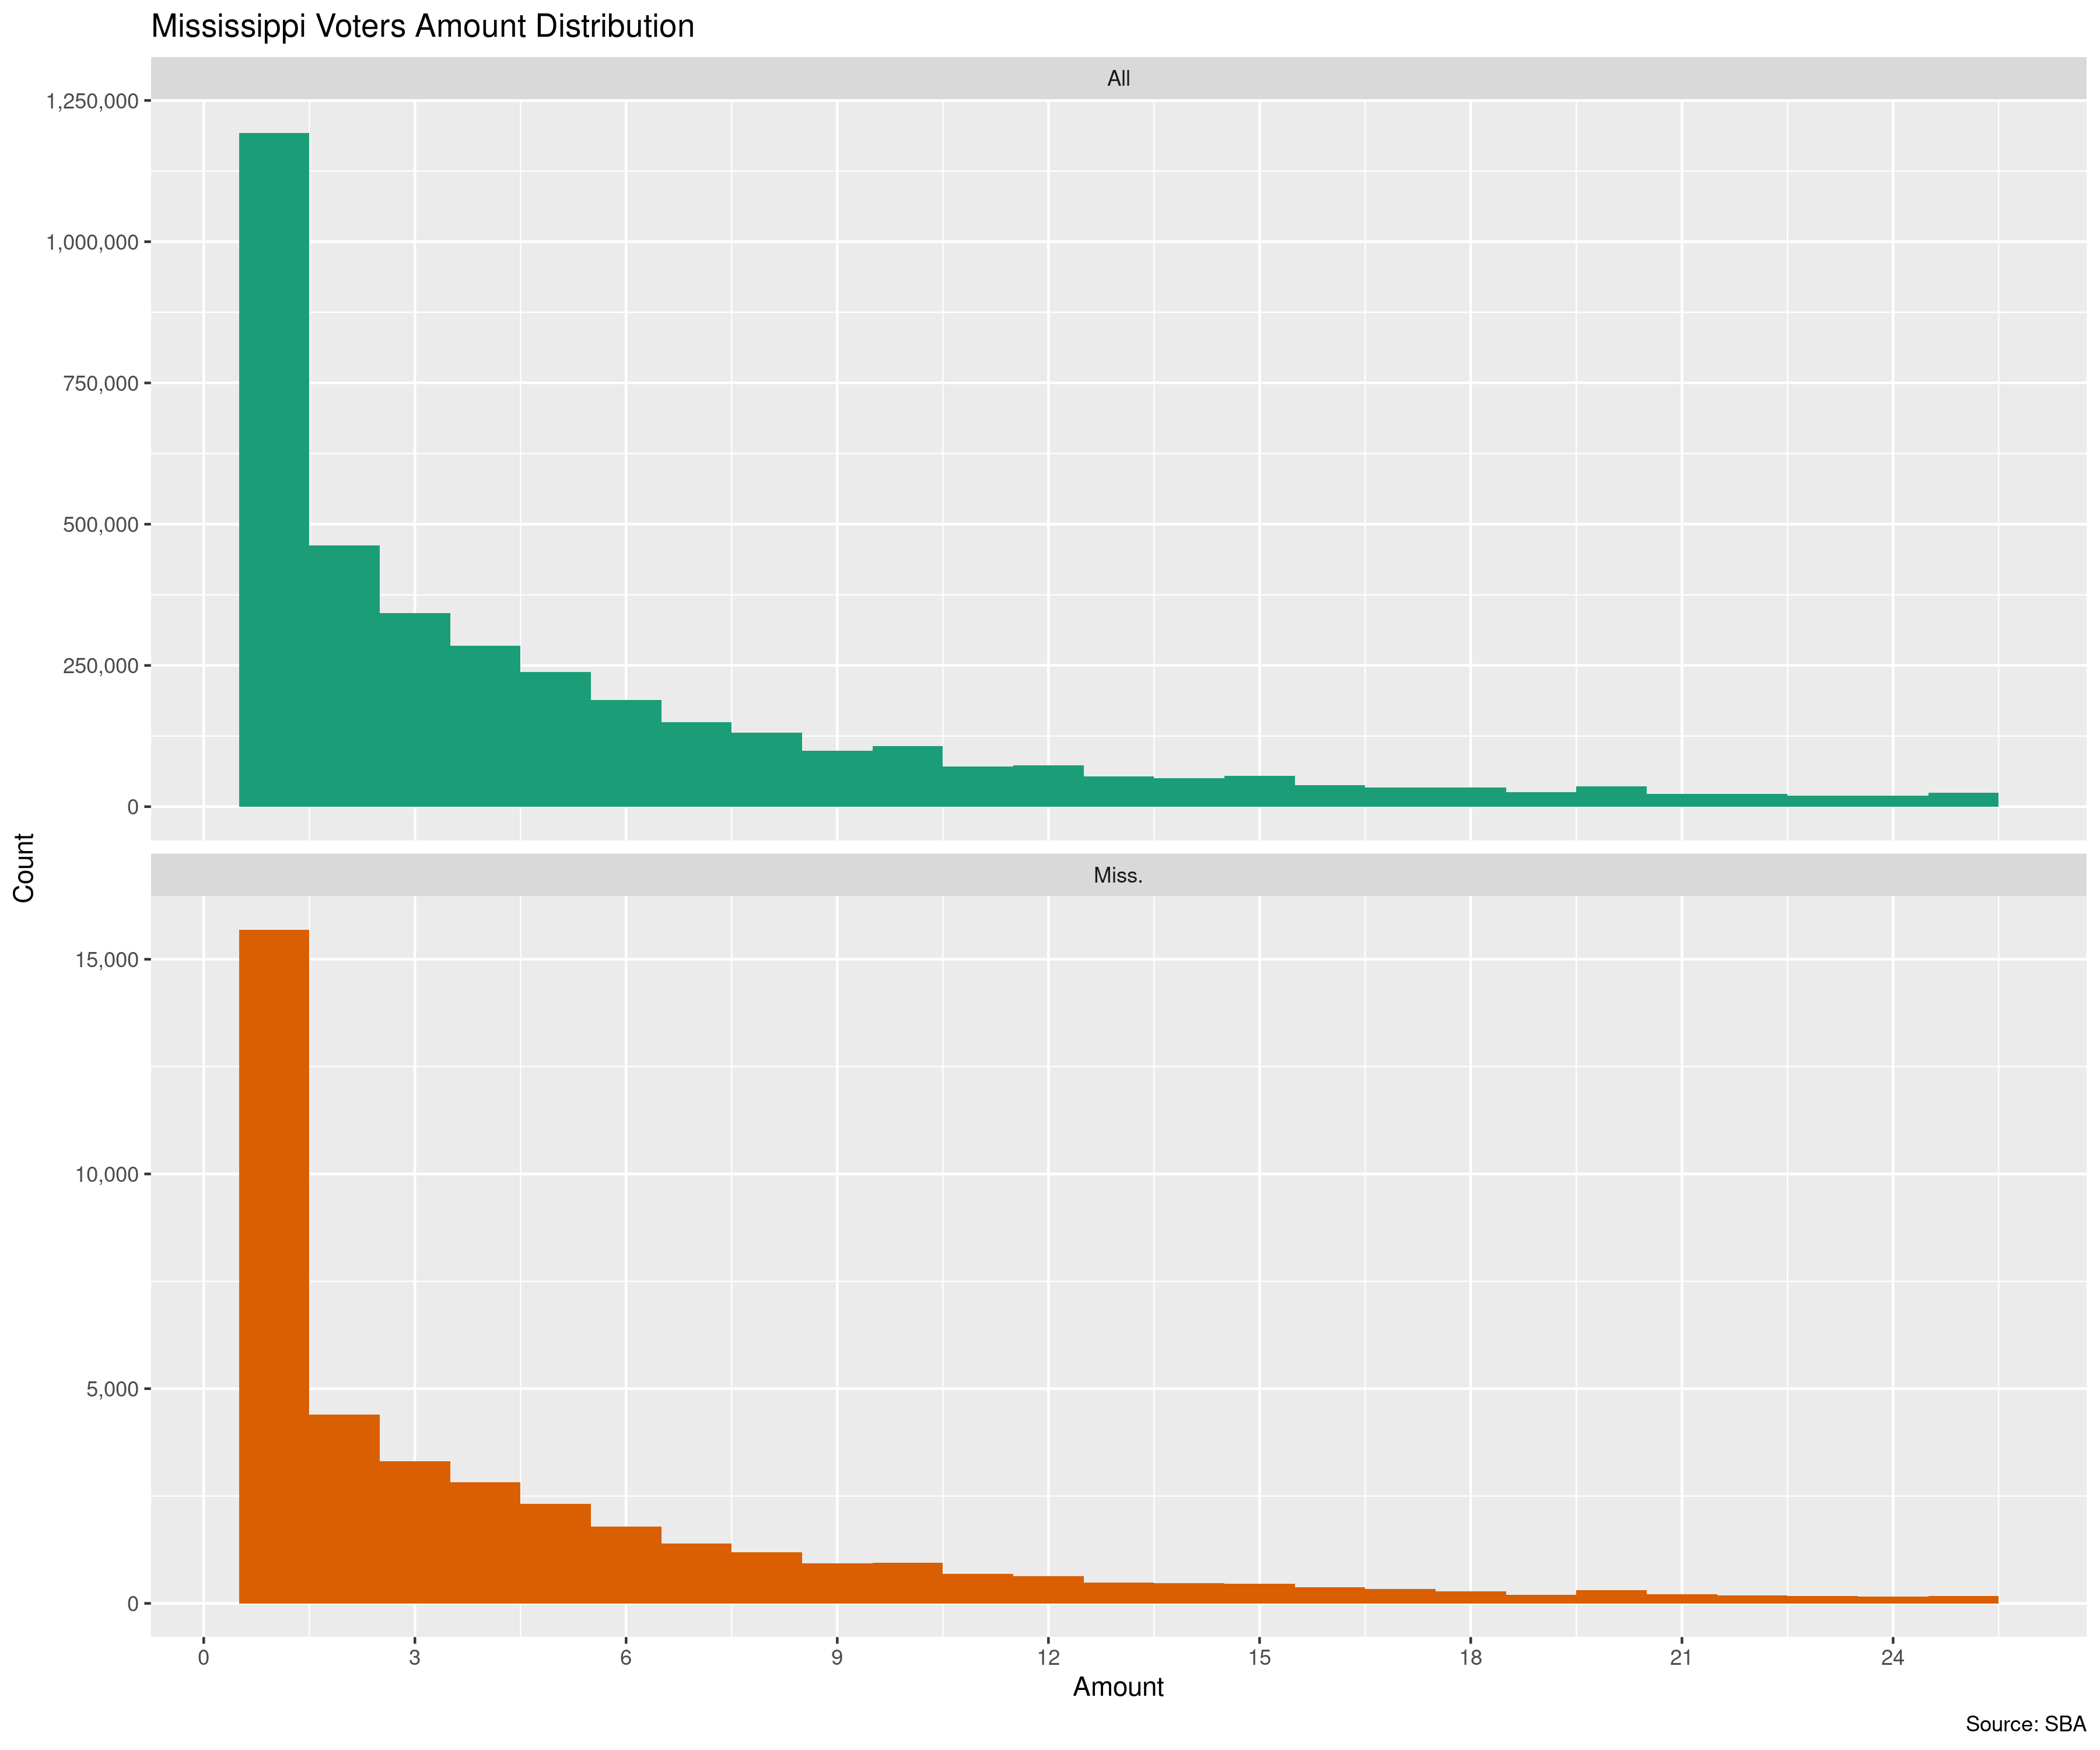 Mississippi Voters Amount Distribution
All
1,250,000
1,000,000
750,000
500,000
250,000
0
Count
Miss.
15,000
10,000
5,000
0
0 3 6 9 12 15 18 21 24
Amount
Source: SBA